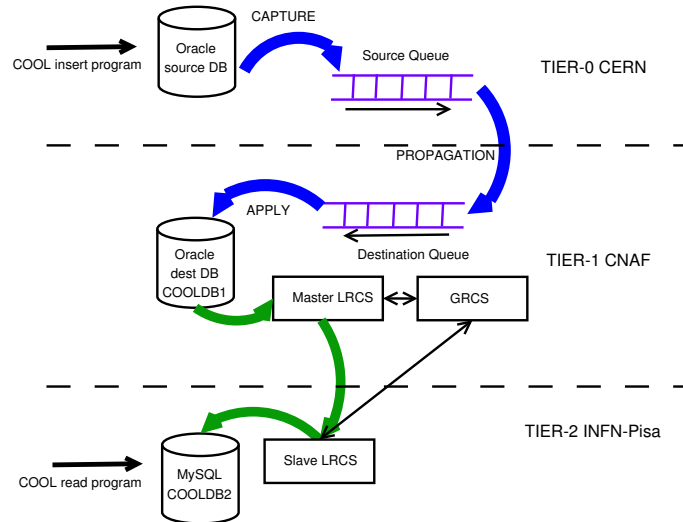 CAPTURE
Oracle
source DB
COOL insert program
Source Queue
TIER-0 CERN
PROPAGATION
APPLY
Oracle
dest DB
COOLDB1
Destination Queue
TIER-1 CNAF
Master LRCS
GRCS
TIER-2 INFN-Pisa
Slave LRCS
MySQL
COOLDB2
COOL read program